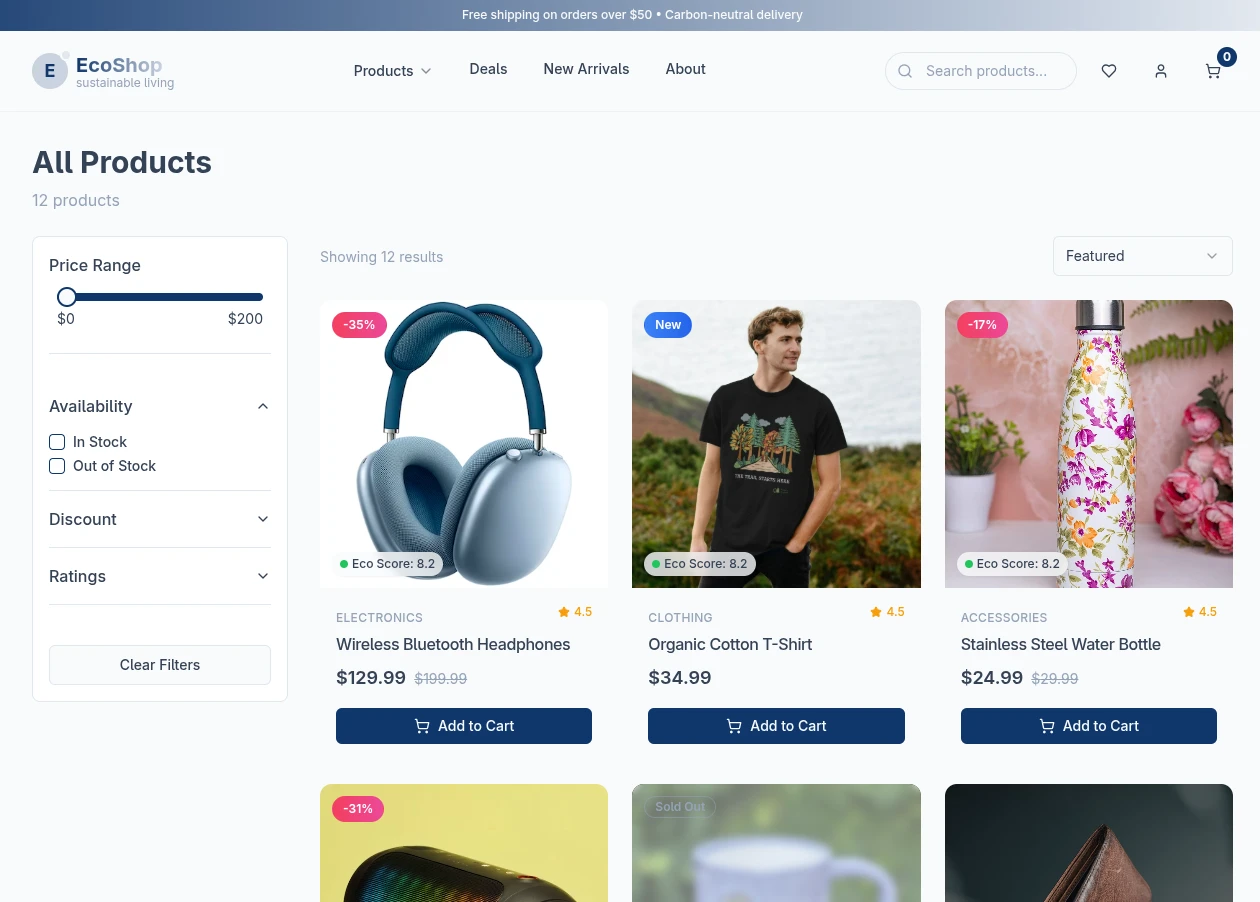 Free shipping on orders over $50 • Carbon-neutral delivery
E
EcoShop
sustainable living
Products
Deals
New Arrivals
About
Search products...
0
All Products
12 products
Price Range
$0
$200
Availability
In Stock
Out of Stock
Discount
Ratings
Clear Filters
Showing 12 results
Featured
-35%
Eco Score: 8.2
ELECTRONICS
4.5
Wireless Bluetooth Headphones
$129.99 $199.99
Add to Cart
New
THE TRAIL STARTS HERE
Eco Score: 8.2
CLOTHING
4.5
Organic Cotton T-Shirt
$34.99
Add to Cart
-17%
Eco Score: 8.2
ACCESSORIES
4.5
Stainless Steel Water Bottle
$24.99 $29.99
Add to Cart
-31%
Sold Out